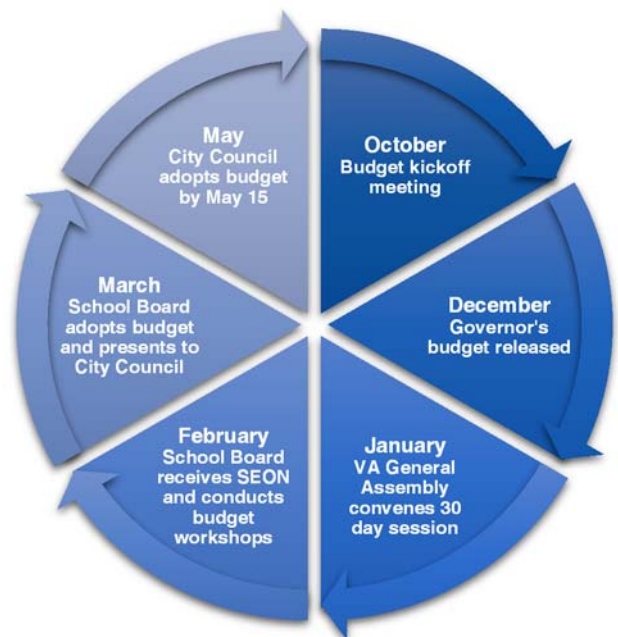 October
Budget kickoff
meeting
December
Governor's
budget released
January
VA General
Assembly
convenes 30
day session
February
School Board
receives SEON
and conducts
budget
workshops
March
School Board
adopts budget
and presents to
City Council
May
City Council
adopts budget
by May 15